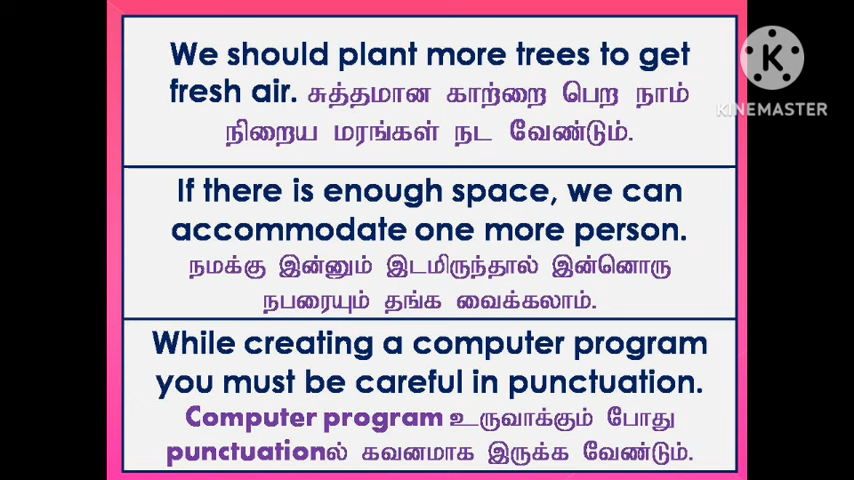 We should plant more trees to get
fresh air. சுத்தமான காற்றை பெற நாம்
நிறைய மரங்கள் நட வேண்டும்.
If there is enough space, we can
accommodate one more person.
நமக்கு இன்னும் இடமிருந்தால் இன்னொரு
நபரையும் தங்க வைக்கலாம்.
While creating a computer program
you must be careful in punctuation.
Computer program உருவாக்கும் போது
punctuationல் கவனமாக இருக்க வேண்டும்.
K
KINEMASTER